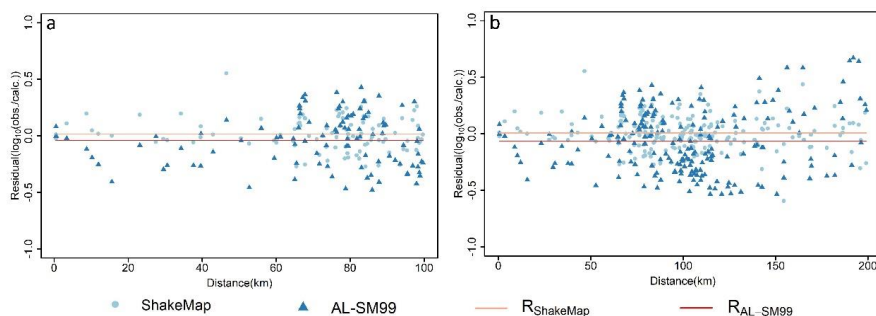 a
Residual(log10(obs./calc.))
1.0
0.5
0.0
-0.5
-1.0
0
20
40
60
80
100
Distance(km)
b
Residual(log10(obs./calc.))
1.0
0.5
0.0
-0.5
-1.0
0
50
100
150
200
Distance(km)
ShakeMap
AL-SM99
RShakeMap
RAL–SM99